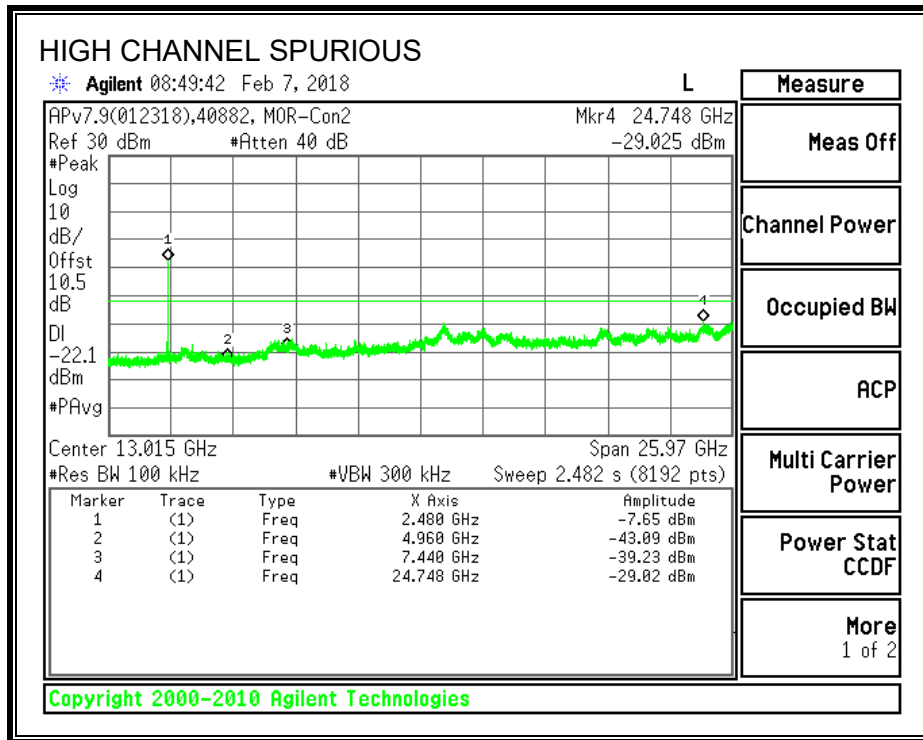 HIGH CHANNEL SPURIOUS
Agilent 08:49:42 Feb 7, 2018 L
APv7.9(012318),40882, MOR-Con2 Mkr4 24.748 GHz
Ref 30 dBm #Atten 40 dB -29.025 dBm
#Peak
Log
10
dB/
Offst
10.5
dB
DI
-22.1
dBm
#PAvg
1
2
3
4
Center 13.015 GHz Span 25.97 GHz
#Res BW 100 kHz #VBW 300 kHz Sweep 2.482 s (8192 pts)
Marker Trace Type X Axis Amplitude
1 (1) Freq 2.480 GHz -7.65 dBm
2 (1) Freq 4.960 GHz -43.09 dBm
3 (1) Freq 7.440 GHz -39.23 dBm
4 (1) Freq 24.748 GHz -29.02 dBm
Measure
Meas Off
Channel Power
Occupied BW
ACP
Multi Carrier
Power
Power Stat
CCDF
More
1 of 2
Copyright 2000-2010 Agilent Technologies